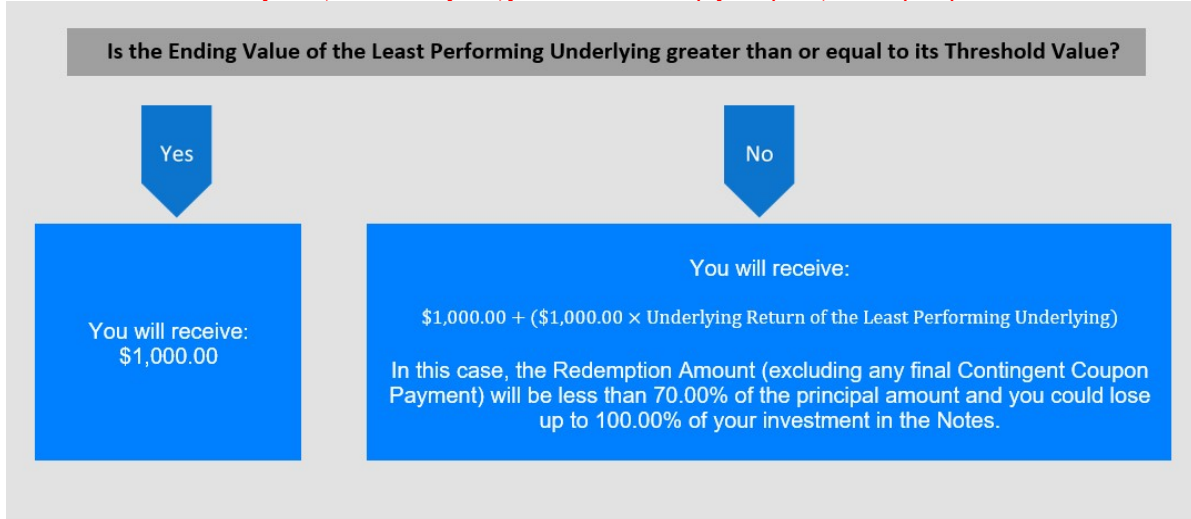 Is the Ending Value of the Least Performing Underlying greater than or equal to its Threshold Value?
Yes
No
You will receive:
$1,000.00
You will receive:
$1,000.00 + ($1,000.00 × Underlying Return of the Least Performing Underlying)
In this case, the Redemption Amount (excluding any final Contingent Coupon
Payment) will be less than 70.00% of the principal amount and you could lose
up to 100.00% of your investment in the Notes.